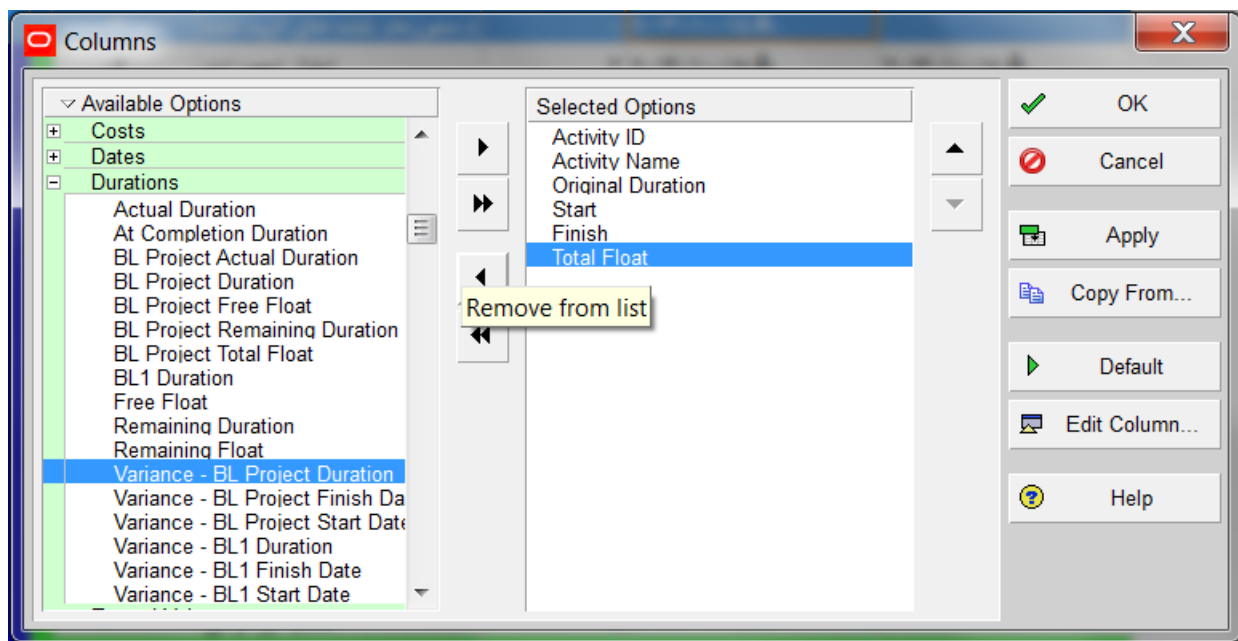 Columns
Available Options
Costs
Dates
Durations
Actual Duration
At Completion Duration
BL Project Actual Duration
BL Project Duration
BL Project Free Float
BL Project Remaining Duration
BL Project Total Float
BL1 Duration
Free Float
Remaining Duration
Remaining Float
Variance - BL Project Duration
Variance - BL Project Finish Da
Variance - BL Project Start Date
Variance - BL1 Duration
Variance - BL1 Finish Date
Variance - BL1 Start Date
Remove from list
Selected Options
Activity ID
Activity Name
Original Duration
Start
Finish
Total Float
OK
Cancel
Apply
Copy From...
Default
Edit Column...
Help